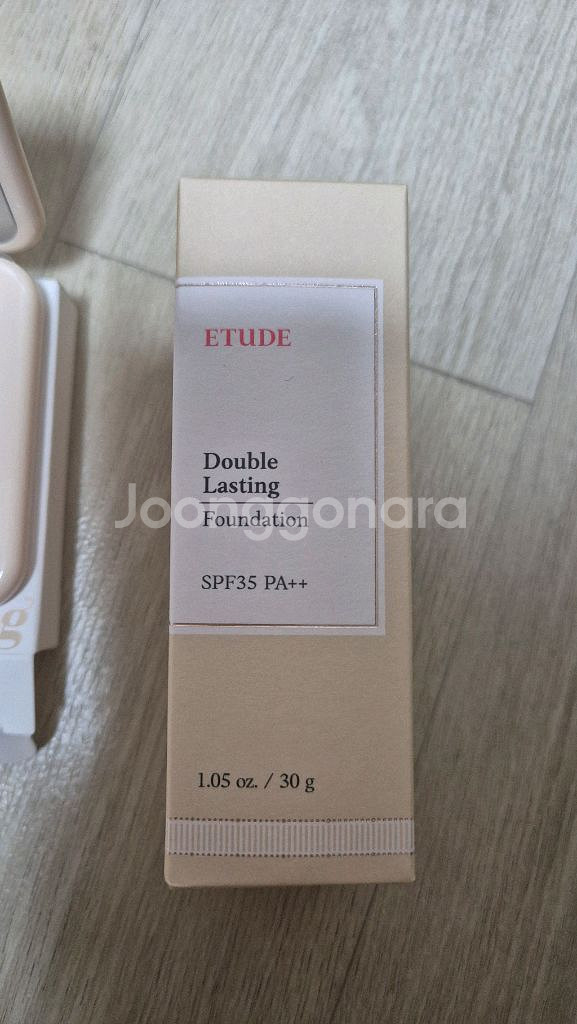 ETUDE
Double
Lasting
Foundation
SPF35 PA++
1.05 oz. / 30 g
Joonggonara
g